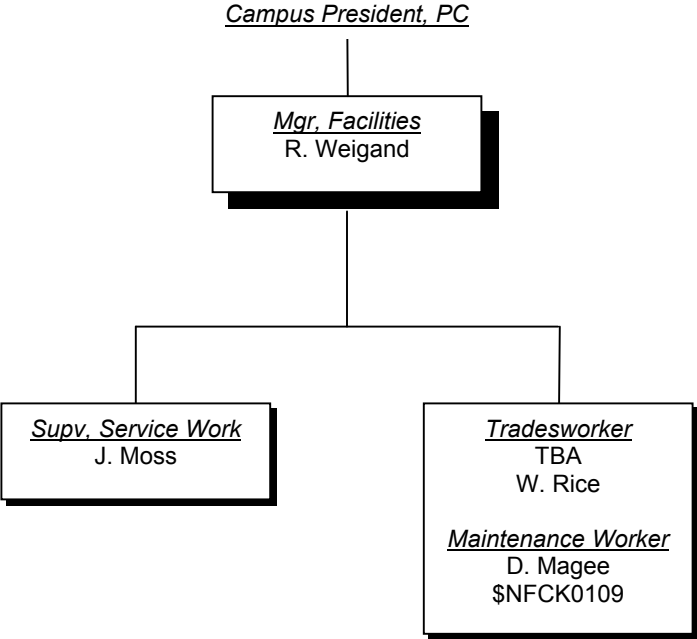 Campus President, PC
Mgr, Facilities
R. Weigand
Supv, Service Work
J. Moss
Tradesworker
TBA
W. Rice
Maintenance Worker
D. Magee
$NFCK0109